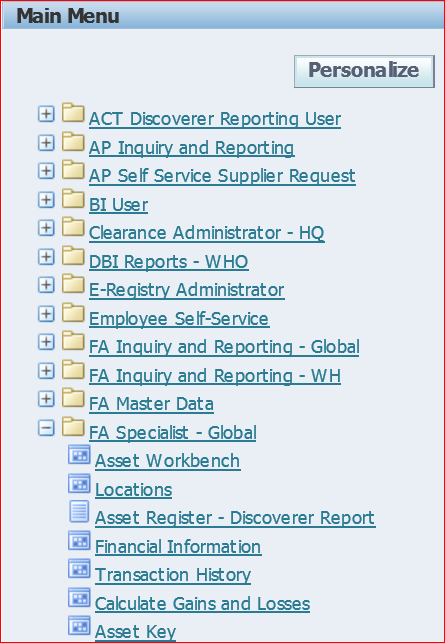 Main Menu
Personalize
ACT Discoverer Reporting User
AP Inquiry and Reporting
AP Self Service Supplier Request
BI User
Clearance Administrator - HQ
DBI Reports - WHO
E-Registry Administrator
Employee Self-Service
FA Inquiry and Reporting - Global
FA Inquiry and Reporting - WH
FA Master Data
FA Specialist - Global
Asset Workbench
Locations
Asset Register - Discoverer Report
Financial Information
Transaction History
Calculate Gains and Losses
Asset Key